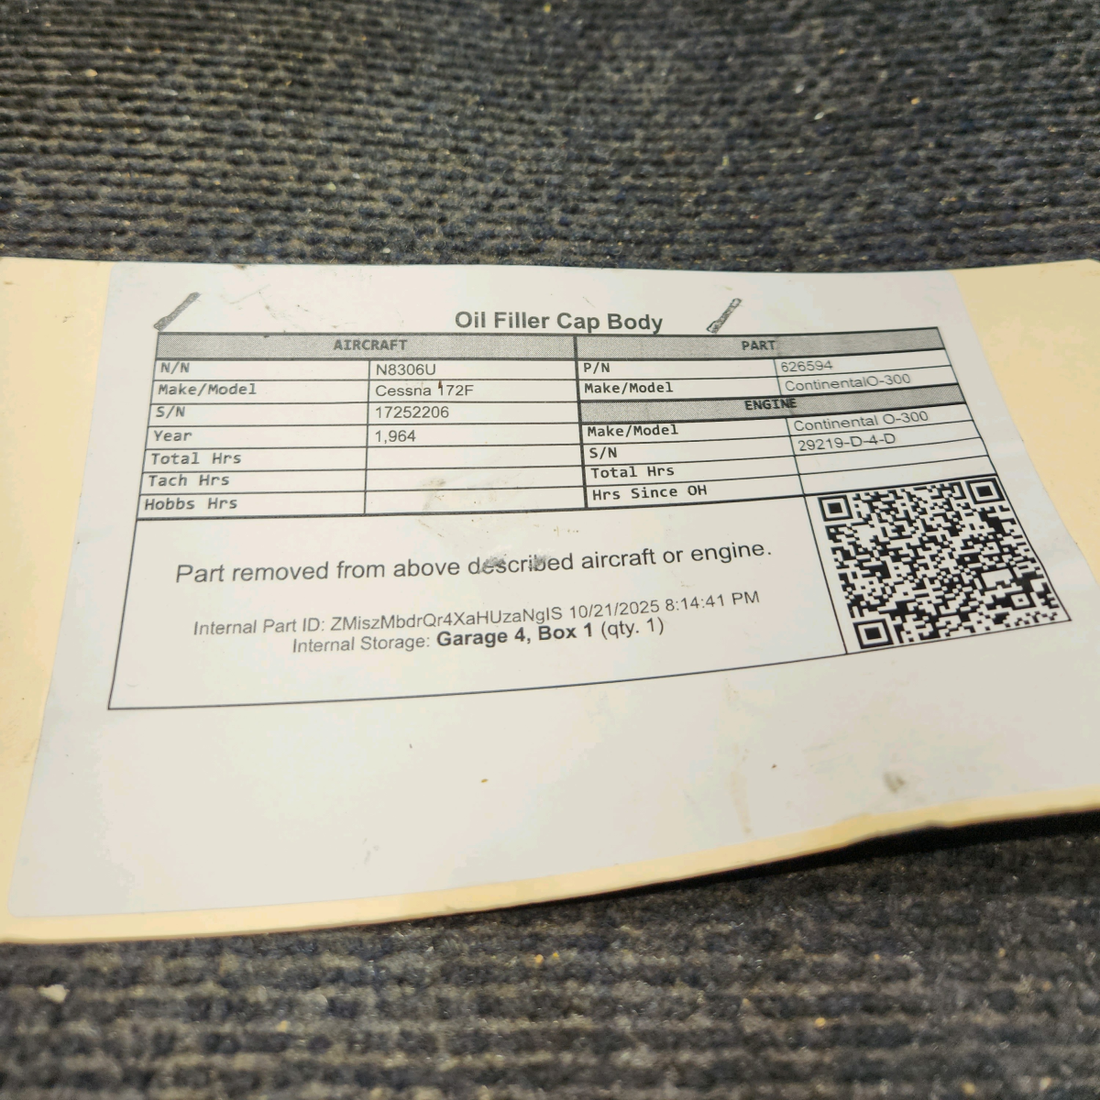 Oil Filler Cap Body
AIRCRAFT PART
N/N N8306U P/N 626594
Make/Model Cessna 172F Make/Model ContinentalO-300
S/N 17252206 ENGINE
Year 1,964 Make/Model Continental O-300
Total Hrs S/N 29219-D-4-D
Tach Hrs Total Hrs
Hobbs Hrs Hrs Since OH
Part removed from above described aircraft or engine.
Internal Part ID: ZMiszMbdrQr4XaHUzaNgIS 10/21/2025 8:14:41 PM
Internal Storage: Garage 4, Box 1 (qty. 1)